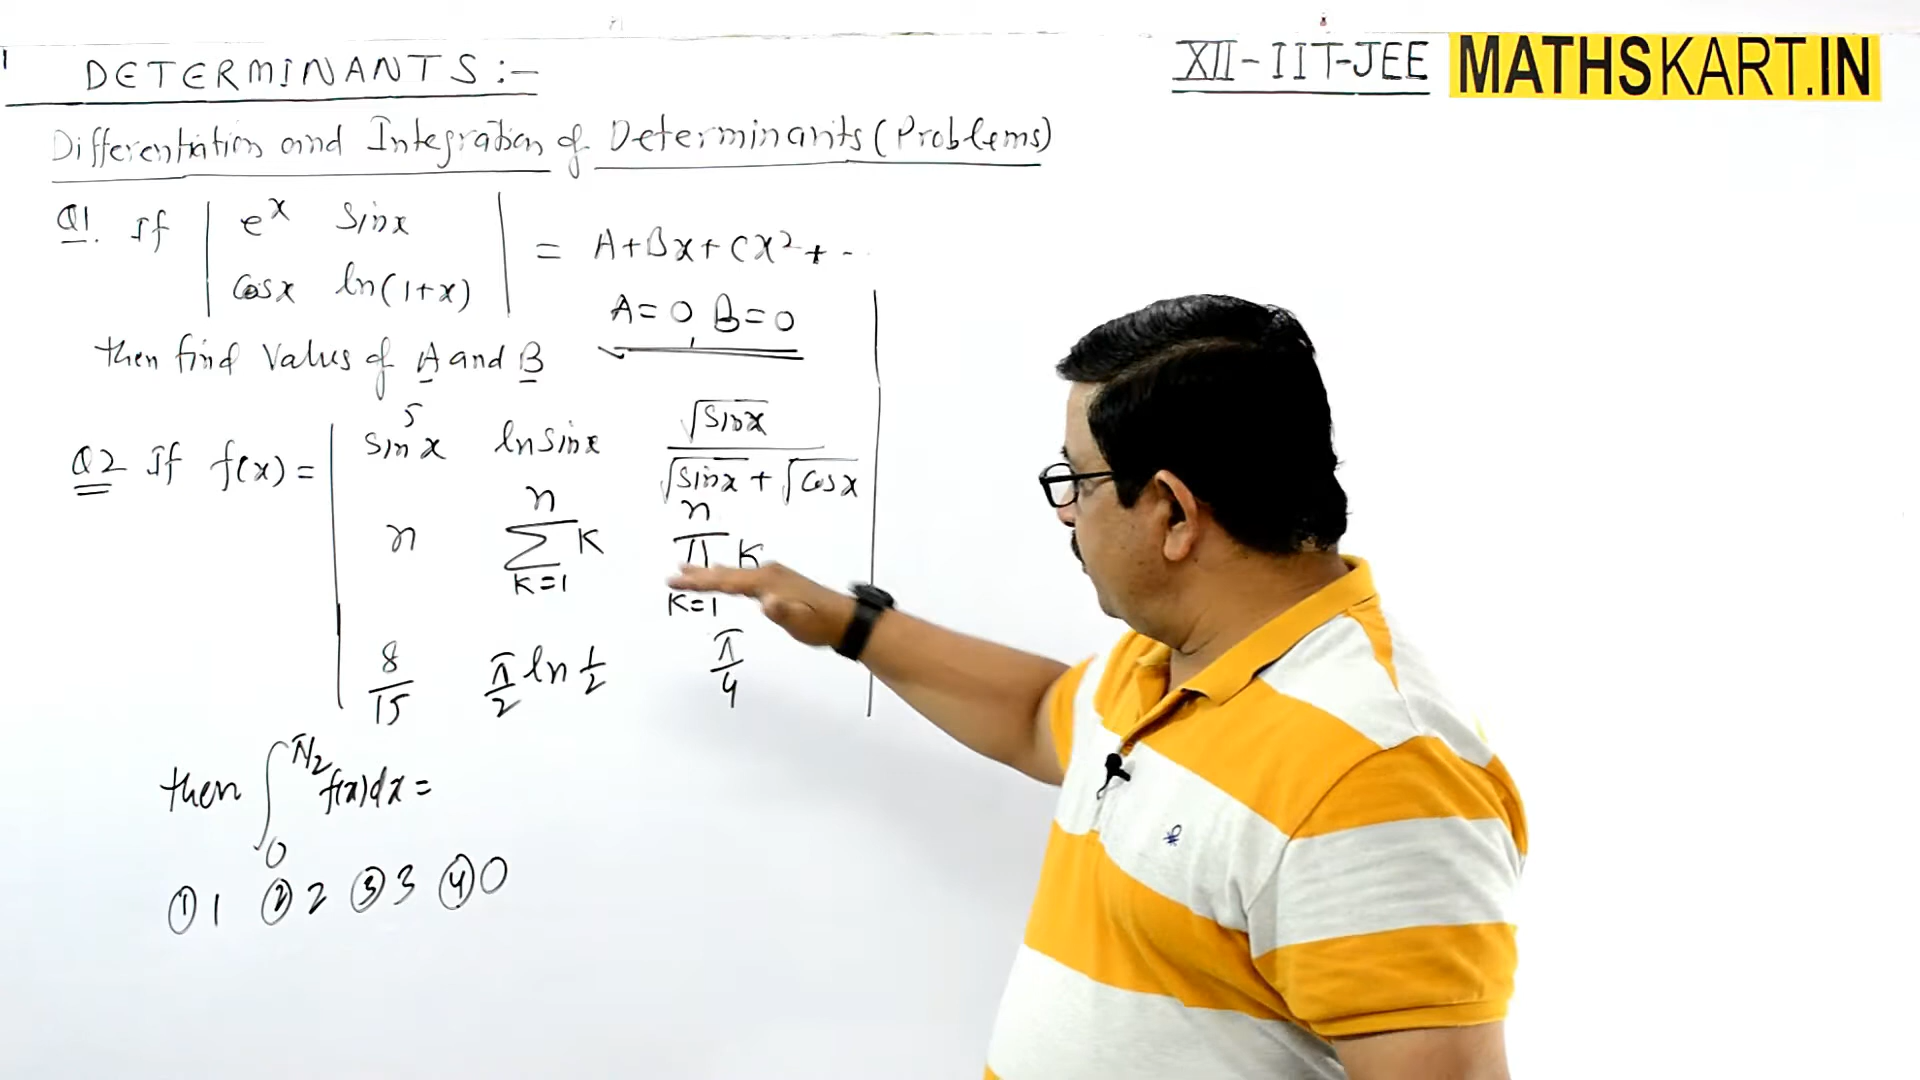 DETERMINANTS :-
XII - IIT-JEE MATHSKART.IN
Differentiation and Integration of Determinants (Problems)
Q1. If | e^x sinx |
| cosx ln(1+x) | = A+Bx+Cx²+--
A=0, B=0
then find values of A and B
Q2 If f(x) = | sin⁵x lnsinx √sinx/(√sinx + √cosx) |
| n Σ_{K=1}^{n} K Π_{K=1}^{n} K |
| 8/15 π/2 ln 1/2 π/4 |
then ∫₀^{π/2} f(x)dx =
① 1 ② 2 ③ 3 ④ 0